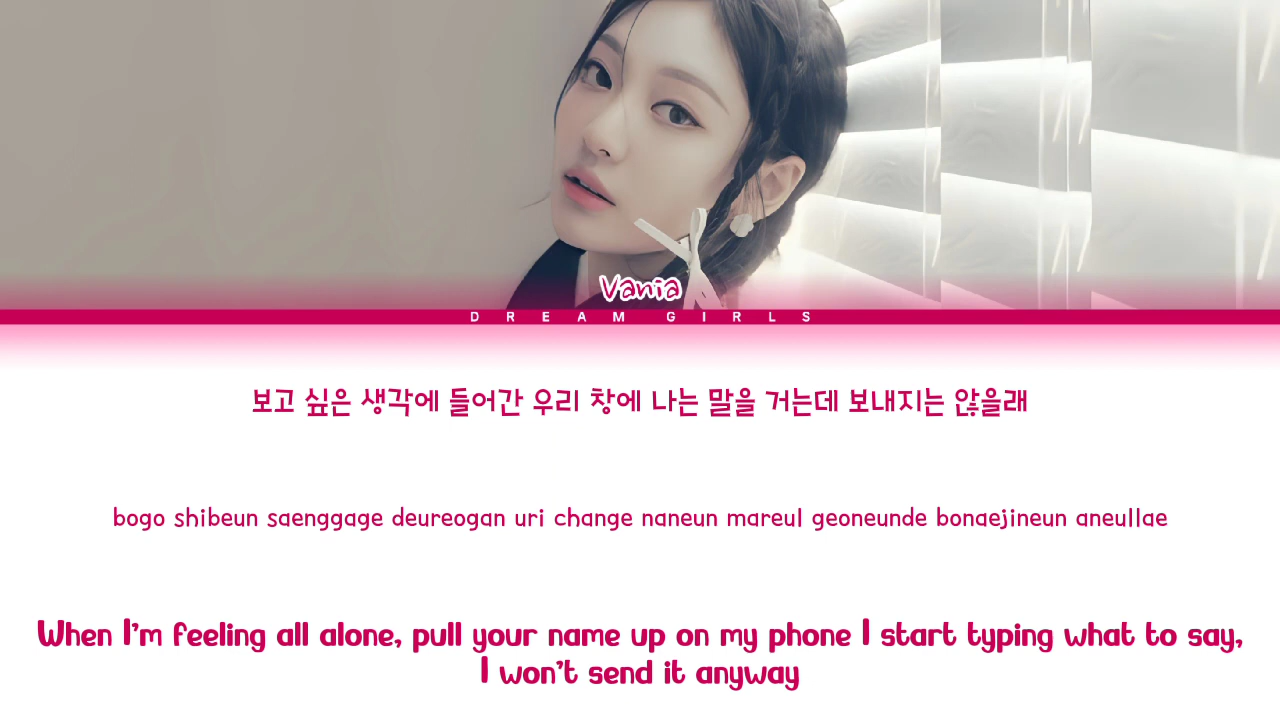 Vania
DREAM GIRLS
보고 싶은 생각에 들어간 우리 창에 나는 말을 거는데 보내지는 않을래
bogo shibeun saenggage deureogan uri change naneun mareul geoneunde bonaejineun aneullae
When I'm feeling all alone, pull your name up on my phone I start typing what to say,
I won't send it anyway